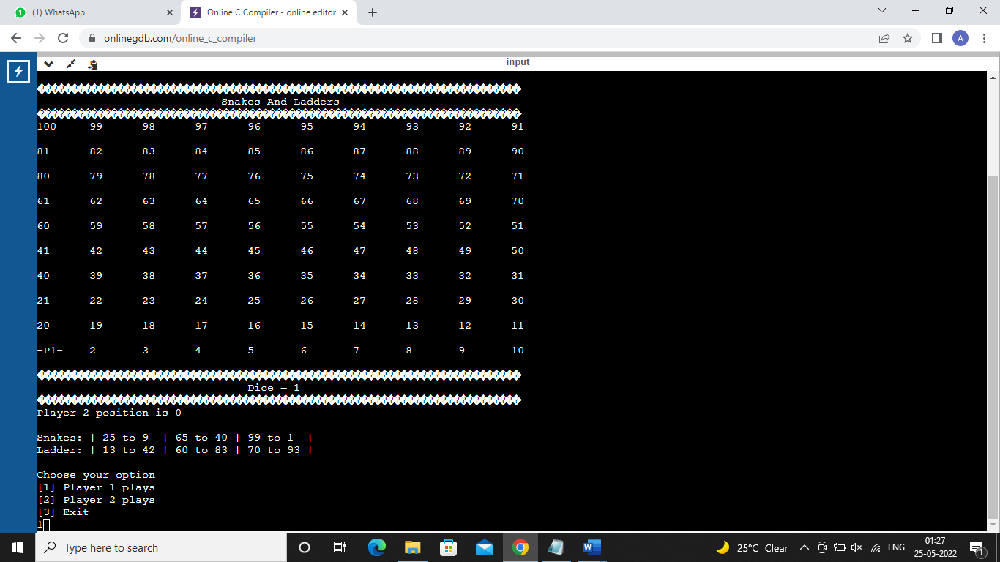 (1) WhatsApp
Online C Compiler - online editor
onlinegdb.com/online_c_compiler
A
input
Snakes And Ladders
100 99 98 97 96 95 94 93 92 91
81 82 83 84 85 86 87 88 89 90
80 79 78 77 76 75 74 73 72 71
61 62 63 64 65 66 67 68 69 70
60 59 58 57 56 55 54 53 52 51
41 42 43 44 45 46 47 48 49 50
40 39 38 37 36 35 34 33 32 31
21 22 23 24 25 26 27 28 29 30
20 19 18 17 16 15 14 13 12 11
-P1- 2 3 4 5 6 7 8 9 10
Dice = 1
Player 2 position is 0
Snakes: | 25 to 9 | 65 to 40 | 99 to 1 |
Ladder: | 13 to 42 | 60 to 83 | 70 to 93 |
Choose your option
[1] Player 1 plays
[2] Player 2 plays
[3] Exit
1
Type here to search
25°C Clear
ENG
01:27
25-05-2022
1